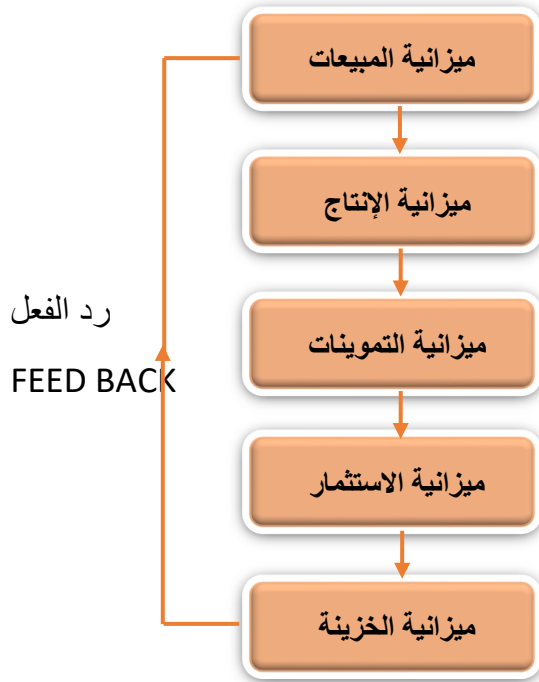 ميزانية المبيعات
ميزانية الإنتاج
رد الفعل
FEED BACK
ميزانية التموينات
ميزانية الاستثمار
ميزانية الخزينة